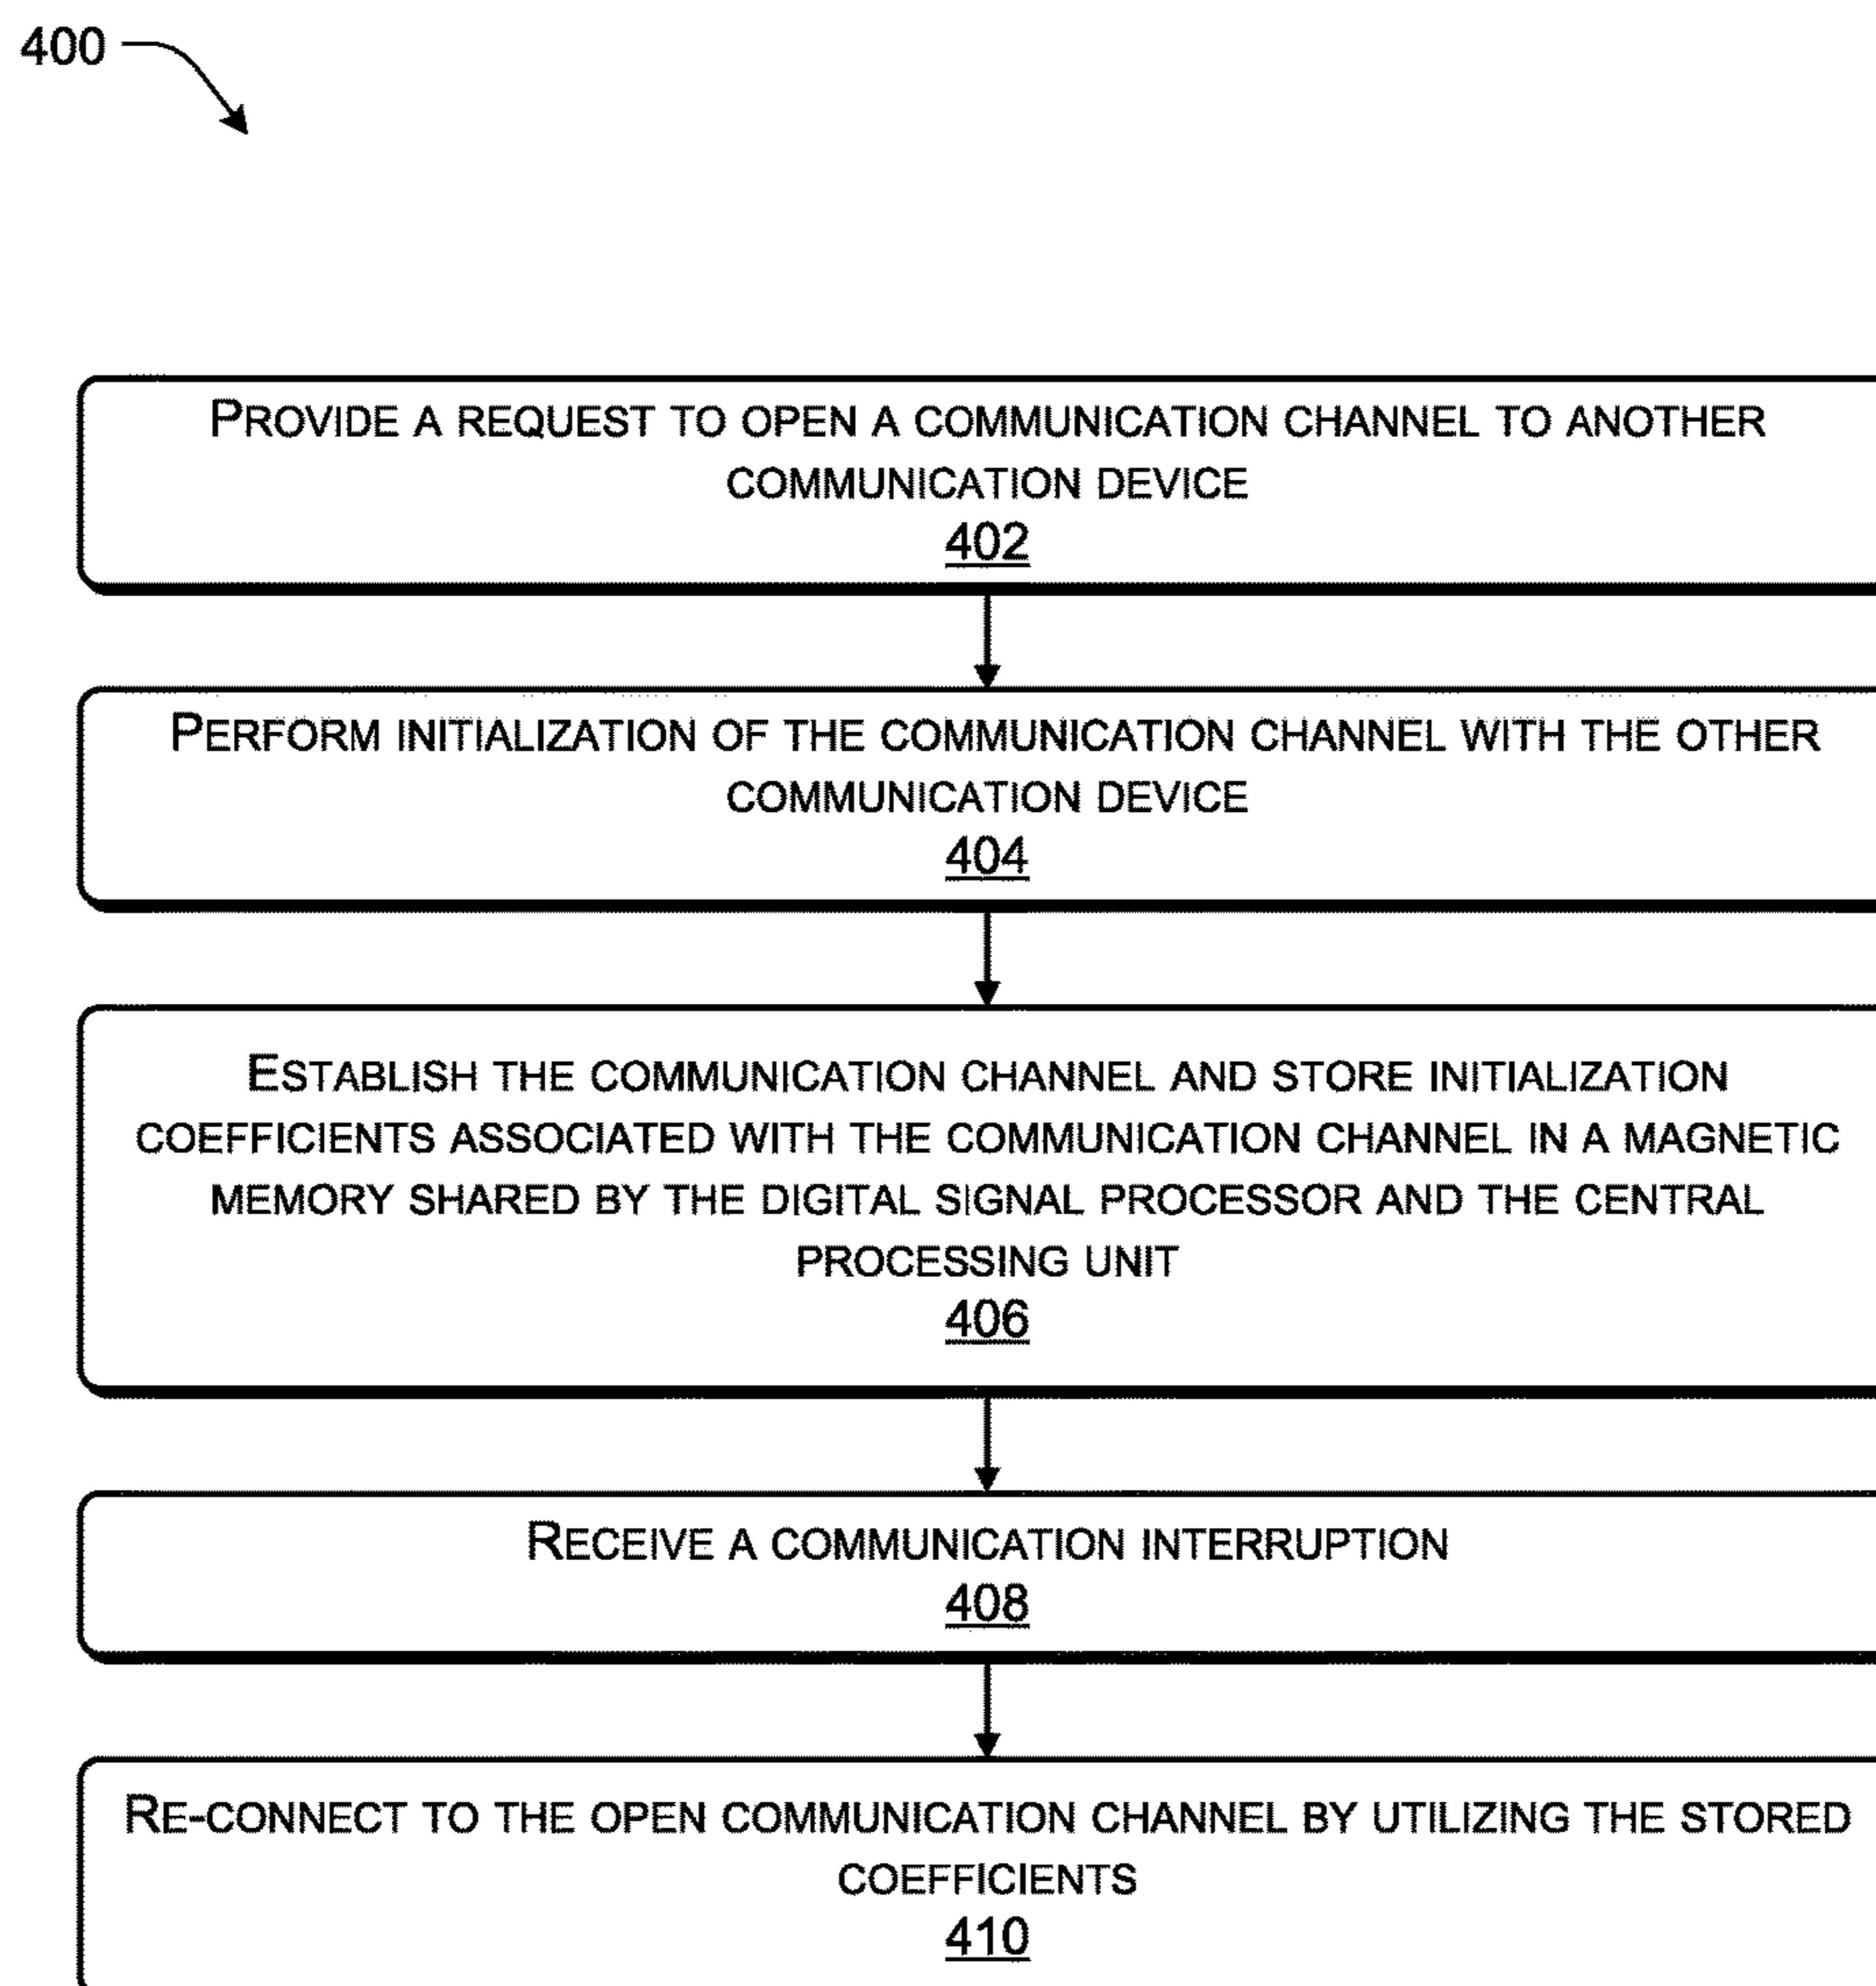 400
PROVIDE A REQUEST TO OPEN A COMMUNICATION CHANNEL TO ANOTHER
COMMUNICATION DEVICE
402
PERFORM INITIALIZATION OF THE COMMUNICATION CHANNEL WITH THE OTHER
COMMUNICATION DEVICE
404
ESTABLISH THE COMMUNICATION CHANNEL AND STORE INITIALIZATION
COEFFICIENTS ASSOCIATED WITH THE COMMUNICATION CHANNEL IN A MAGNETIC
MEMORY SHARED BY THE DIGITAL SIGNAL PROCESSOR AND THE CENTRAL
PROCESSING UNIT
406
RECEIVE A COMMUNICATION INTERRUPTION
408
RE-CONNECT TO THE OPEN COMMUNICATION CHANNEL BY UTILIZING THE STORED
COEFFICIENTS
410